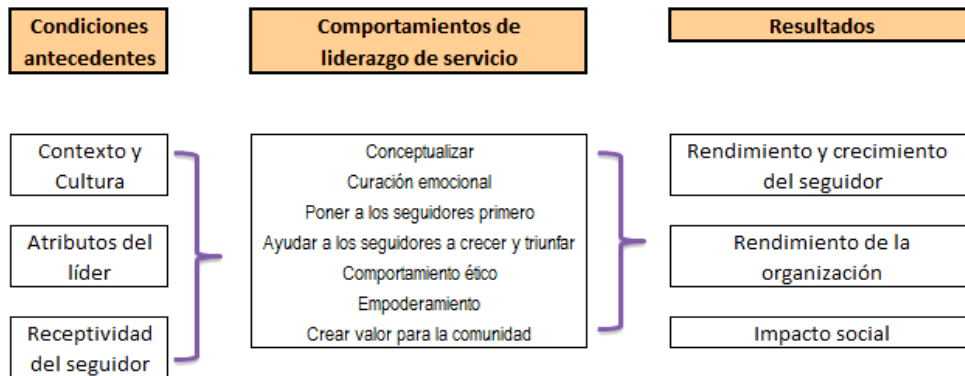 Condiciones
antecedentes
Comportamientos de
liderazgo de servicio
Resultados
Contexto y
Cultura
Atributos del
líder
Receptividad
del seguidor
Conceptualizar
Curación emocional
Poner a los seguidores primero
Ayudar a los seguidores a crecer y triunfar
Comportamiento ético
Empoderamiento
Crear valor para la comunidad
Rendimiento y crecimiento
del seguidor
Rendimiento de la
organización
Impacto social